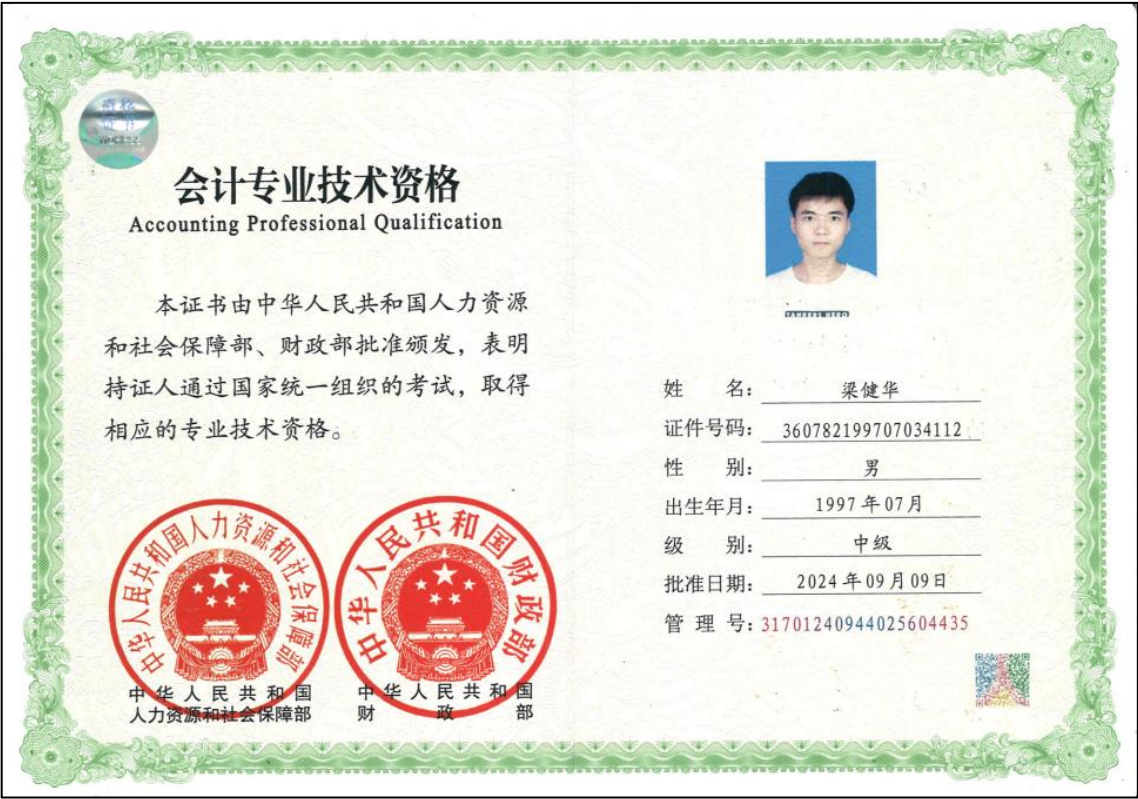 会计专业技术资格
Accounting Professional Qualification
本证书由中华人民共和国人力资源
和社会保障部、财政部批准颁发，表明
持证人通过国家统一组织的考试，取得
相应的专业技术资格。
中华人民共和国人力资源和社会保障部
中华人民共和国财政部
中华人民共和国
人力资源和社会保障部
中华人民共和国
财政部
姓名：梁健华
证件号码：360782199707034112
性别：男
出生年月：1997年07月
级别：中级
批准日期：2024年09月09日
管理号：31701240944025604435